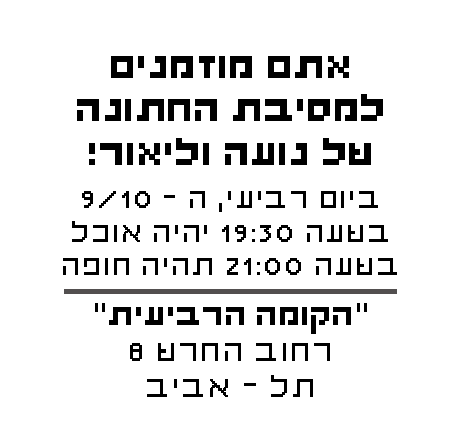 אתם מוזמנים
למסיבת החתונה
של נועה וליאור!
ביום רביעי, ה - 9/10
בשעה 19:30 יהיה אוכל
בשעה 21:00 תהיה חופה
"הקומה הרביעית"
רחוב החרש 8
תל - אביב